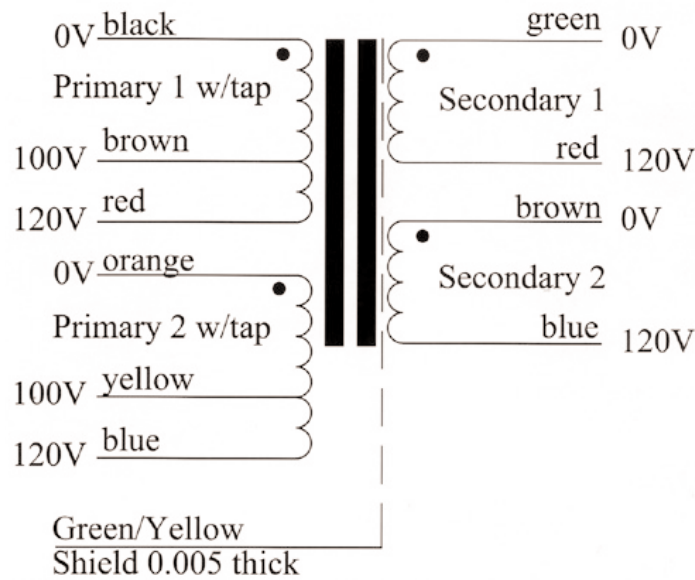 0V black
Primary 1 w/tap
100V brown
120V red
0V orange
Primary 2 w/tap
100V yellow
120V blue
Green/Yellow
Shield 0.005 thick
green 0V
Secondary 1
red 120V
brown 0V
Secondary 2
blue 120V